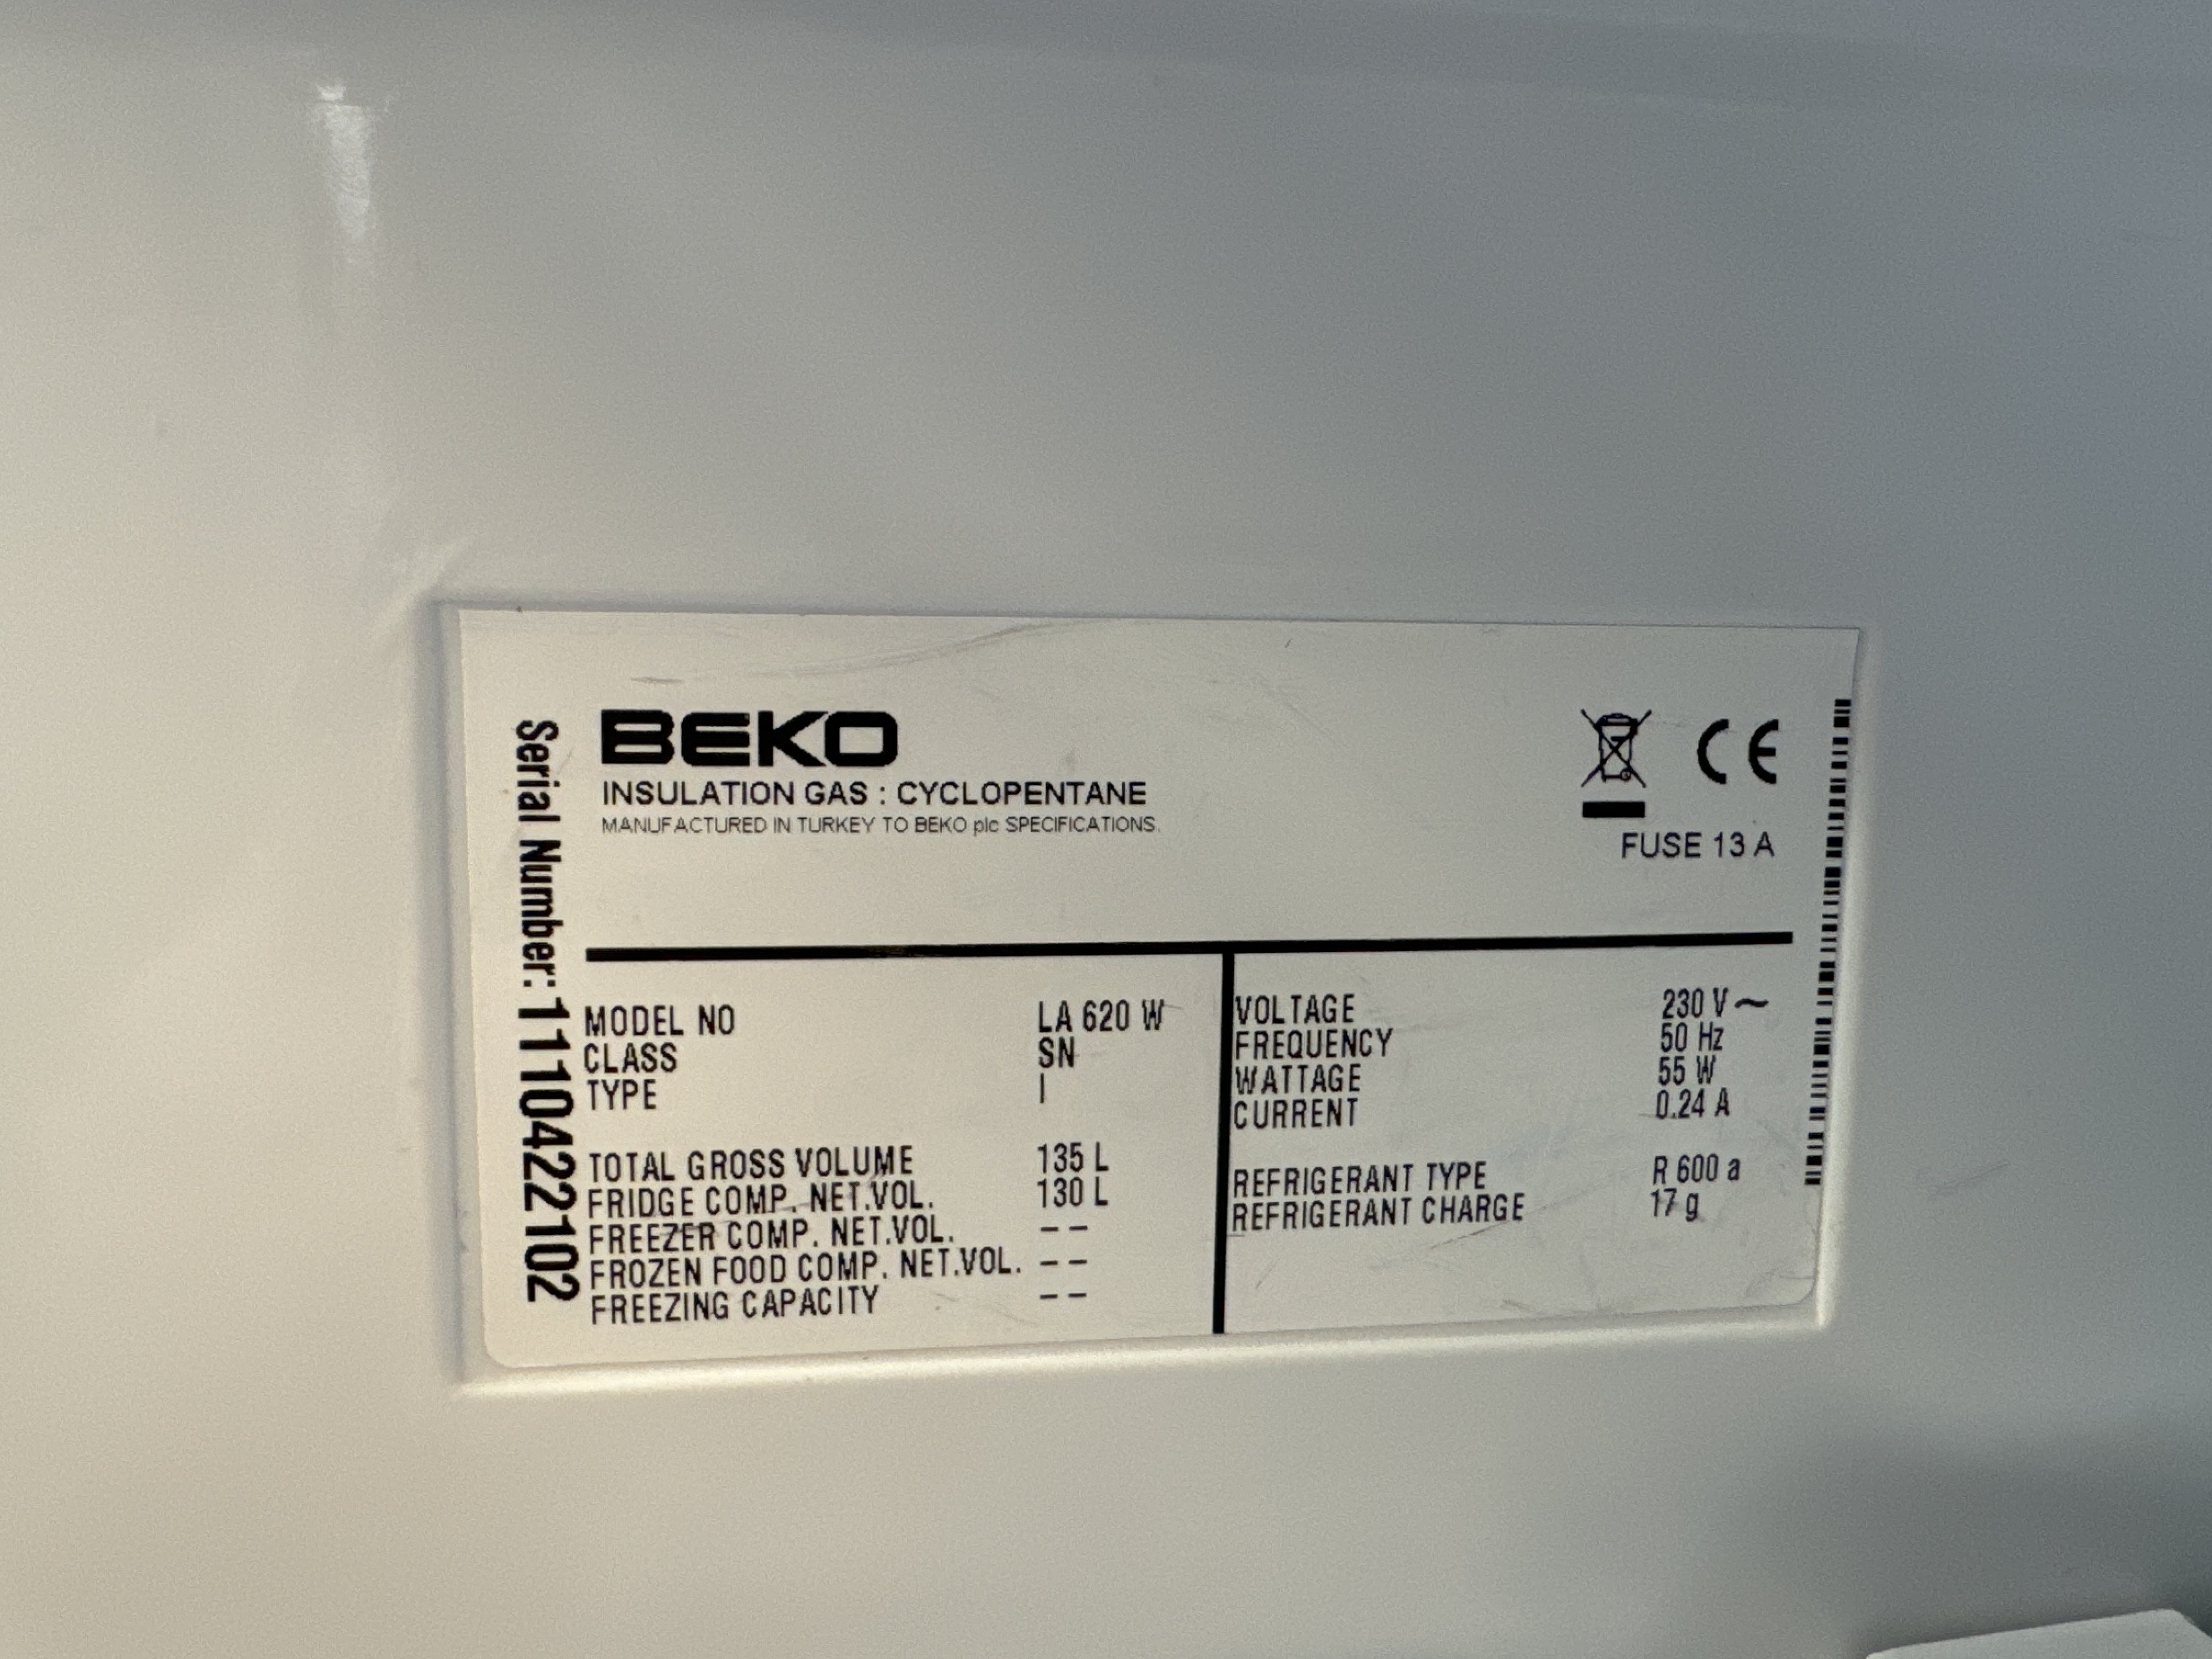 BEKO
INSULATION GAS : CYCLOPENTANE
MANUFACTURED IN TURKEY TO BEKO plc SPECIFICATIONS.
CE
FUSE 13 A
Serial Number: 1110422102
MODEL NO LA 620 W
CLASS SN
TYPE I
TOTAL GROSS VOLUME 135 L
FRIDGE COMP. NET.VOL. 130 L
FREEZER COMP. NET.VOL. --
FROZEN FOOD COMP. NET.VOL. --
FREEZING CAPACITY --
VOLTAGE 230 V ~
FREQUENCY 50 Hz
WATTAGE 55 W
CURRENT 0.24 A
REFRIGERANT TYPE R 600 a
REFRIGERANT CHARGE 17 g